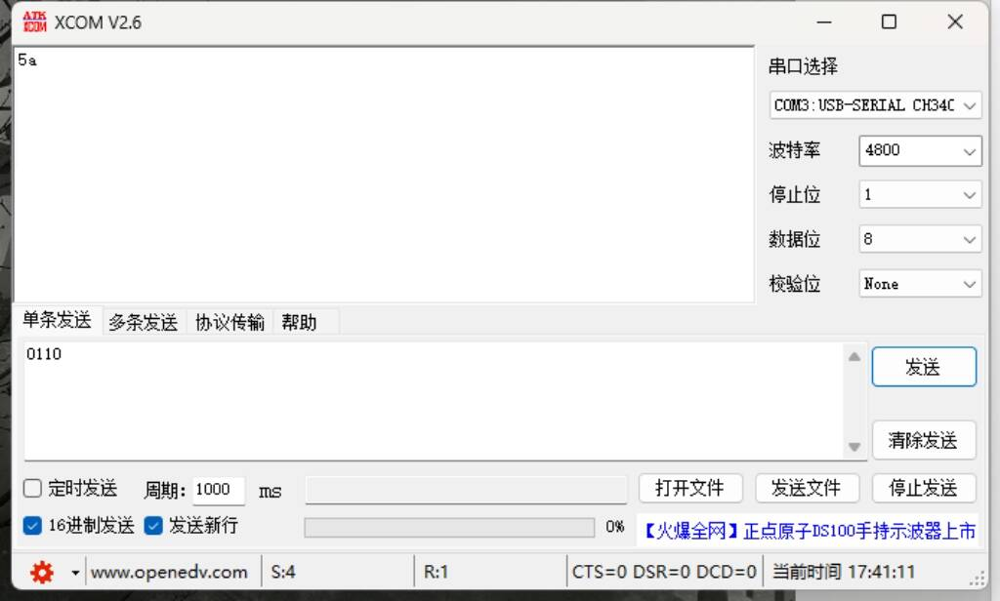 ATK XCOM XCOM V2.6
5a
串口选择
COM3:USB-SERIAL CH340
波特率 4800
停止位 1
数据位 8
校验位 None
单条发送 多条发送 协议传输 帮助
0110
发送
清除发送
定时发送 周期: 1000 ms 打开文件 发送文件 停止发送
16进制发送 发送新行 0% 【火爆全网】正点原子DS100手持示波器上市
www.openedv.com S:4 R:1 CTS=0 DSR=0 DCD=0 当前时间 17:41:11